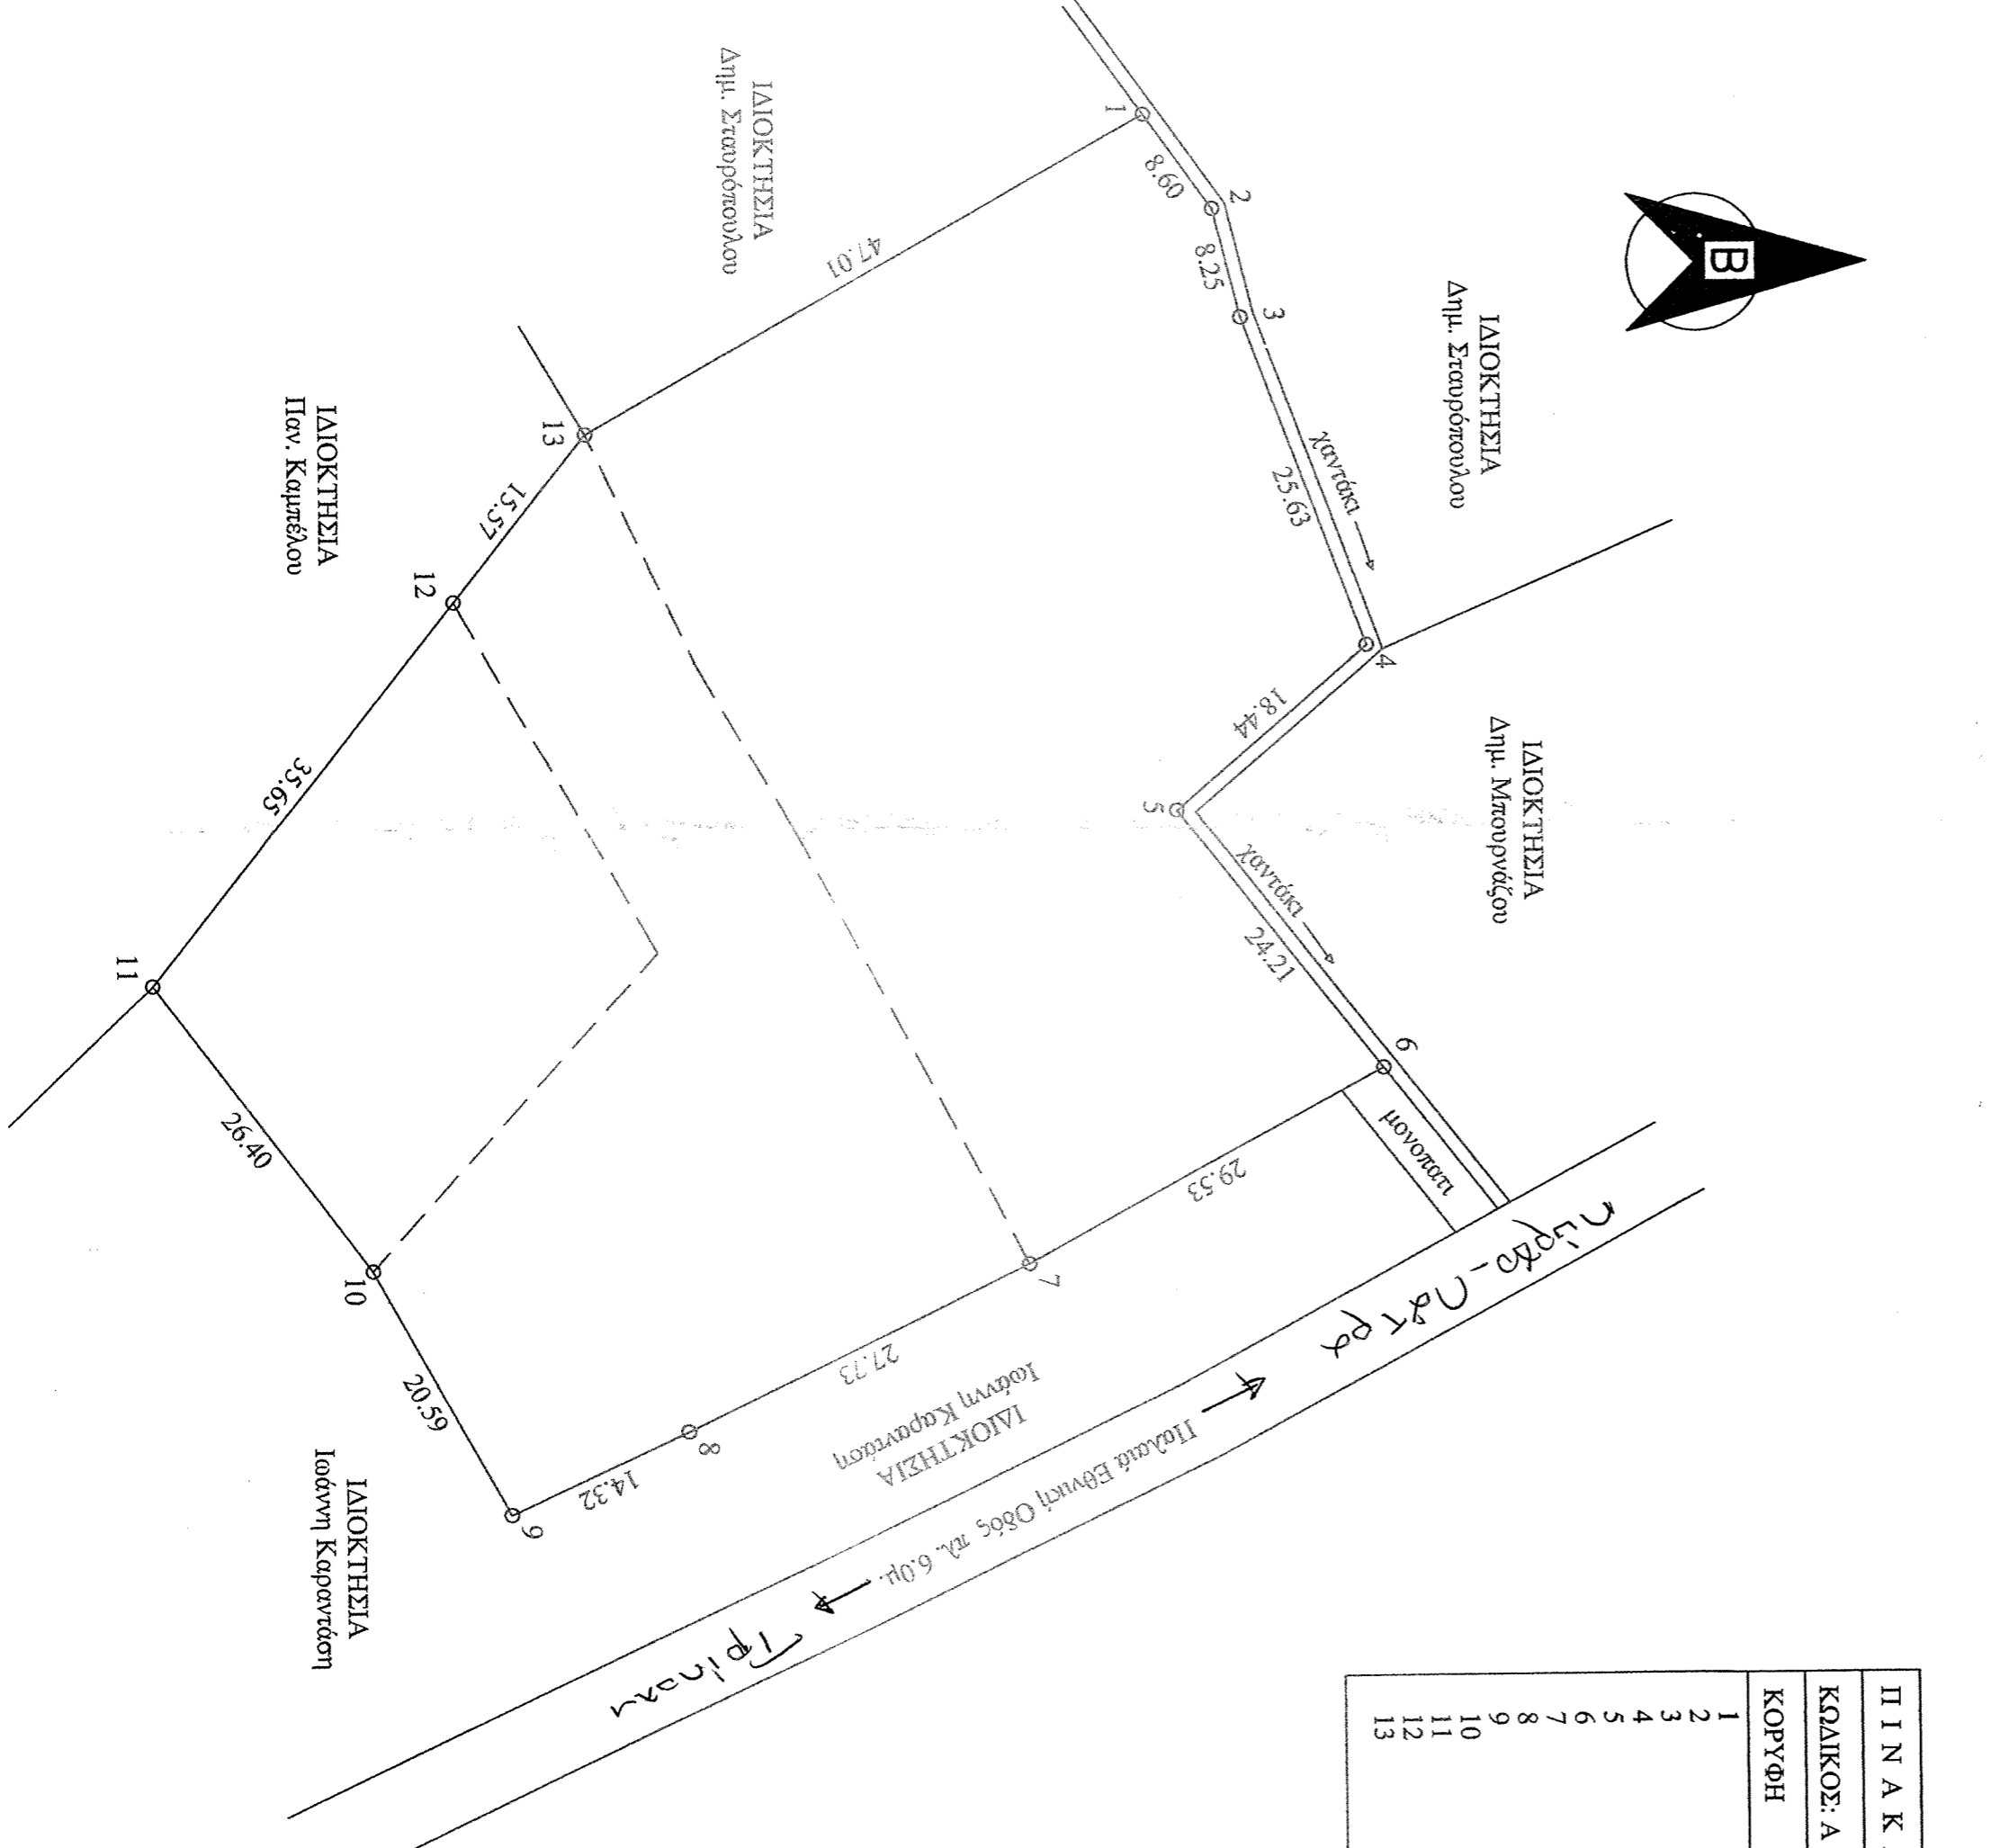 Β
ΙΔΙΟΚΤΗΣΙΑ
Δημ. Σταυρόπουλου
ΙΔΙΟΚΤΗΣΙΑ
Δημ. Μπουρνάζου
ΙΔΙΟΚΤΗΣΙΑ
Δημ. Σταυρόπουλου
ΙΔΙΟΚΤΗΣΙΑ
Παν. Καμπέλου
ΙΔΙΟΚΤΗΣΙΑ
Ιωάννη Καραντάση
ΙΔΙΟΚΤΗΣΙΑ
Ιωάννη Καραντάση
1
8.60
2
8.25
3
χαντάκι
25.63
4
18.44
5
χαντάκι
24.21
6
μονοπατι
29.53
7
27.73
8
14.32
9
20.59
10
26.40
11
35.65
12
15.57
13
47.01
Πύργο-Πάτρα
Παλαιά Εθνική Οδός πλ. 6.0μ.
Τρίπολη
Π Ι Ν Α Κ
ΚΩΔΙΚΟΣ: Α
ΚΟΡΥΦΗ
1
2
3
4
5
6
7
8
9
10
11
12
13